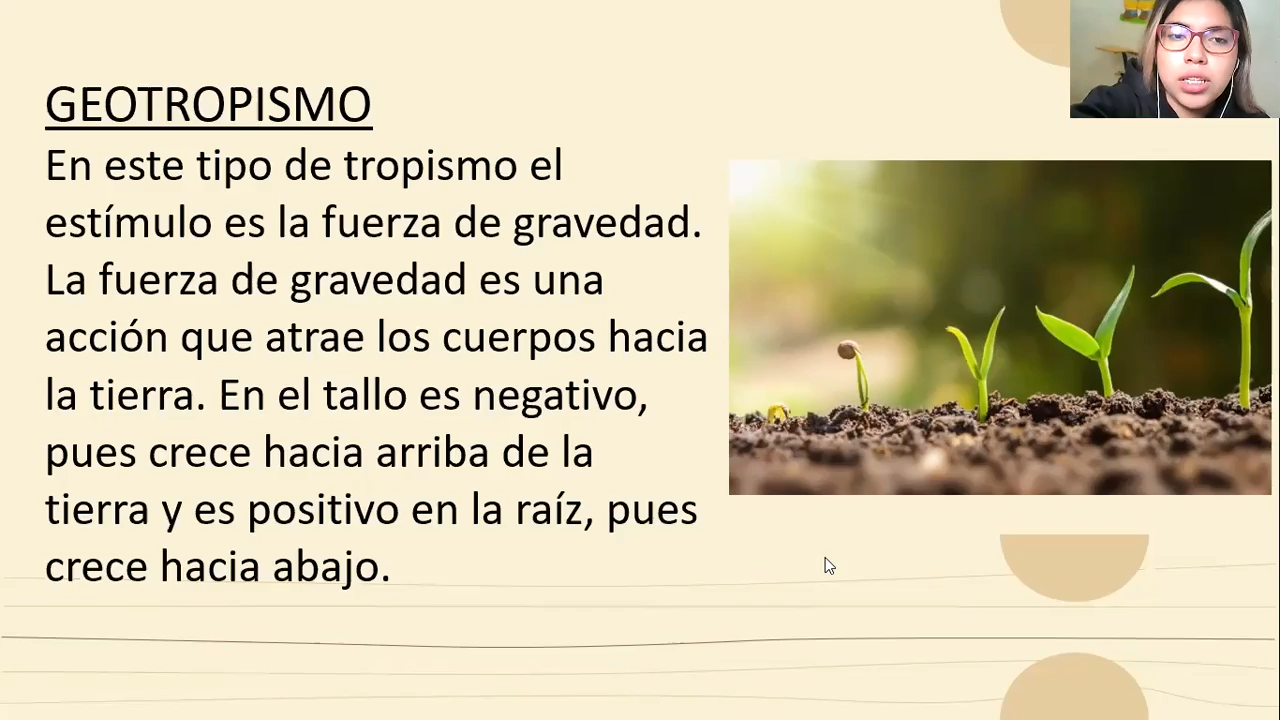 GEOTROPISMO
En este tipo de tropismo el
estímulo es la fuerza de gravedad.
La fuerza de gravedad es una
acción que atrae los cuerpos hacia
la tierra. En el tallo es negativo,
pues crece hacia arriba de la
tierra y es positivo en la raíz, pues
crece hacia abajo.